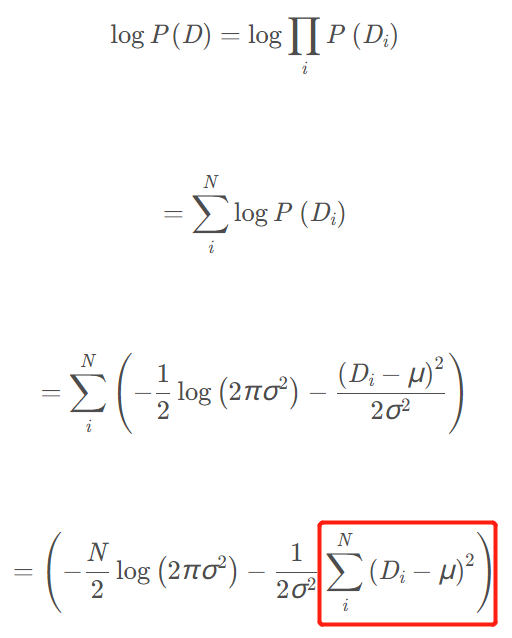 log P(D) = log ∏_i P (D_i)
= ∑_i^N log P (D_i)
= ∑_i^N ( −1/2 log (2πσ²) − (D_i − μ)²/2σ² )
= ( −N/2 log (2πσ²) − 1/2σ² ∑_i^N (D_i − μ)² )